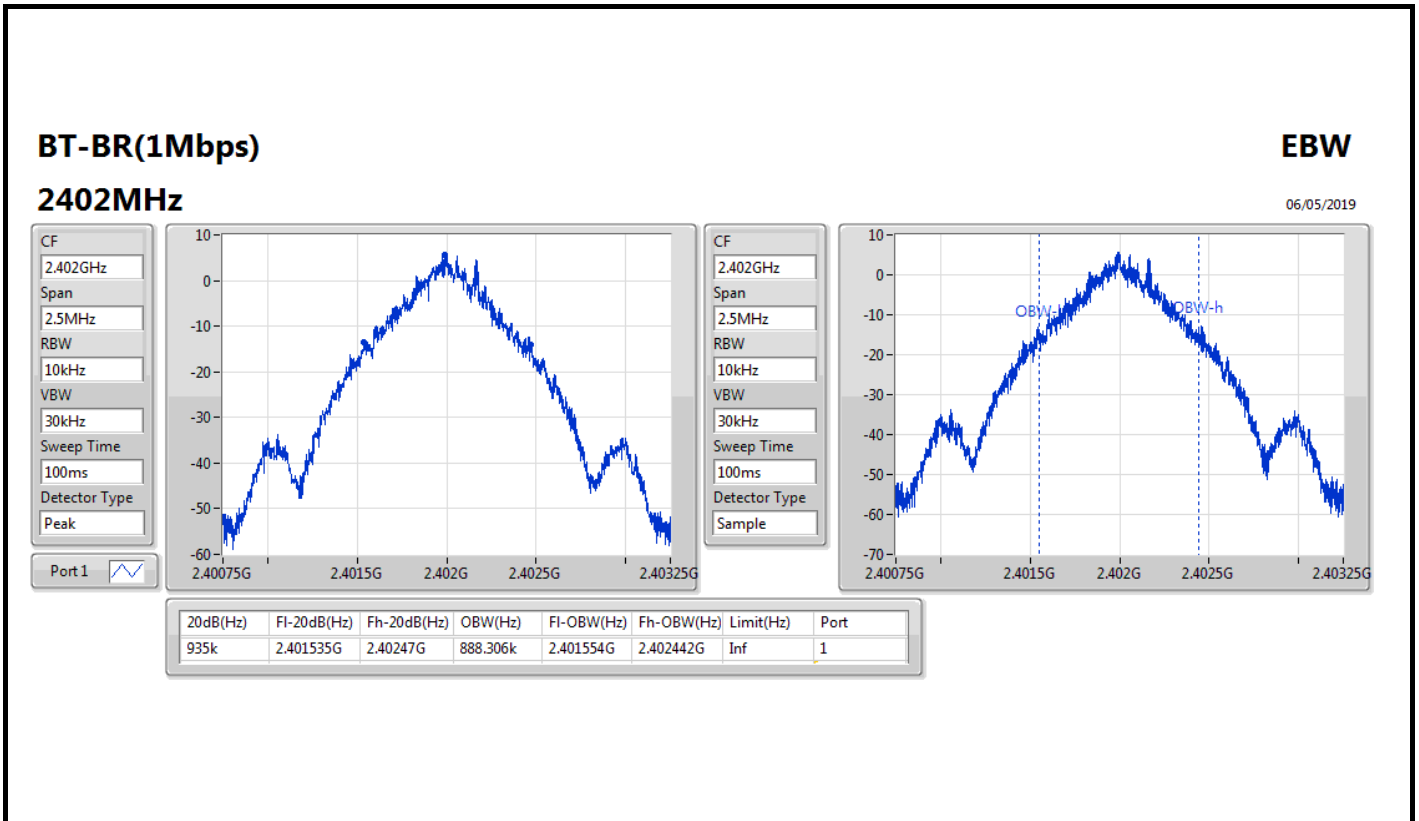 BT-BR(1Mbps)
EBW
2402MHz
06/05/2019
CF
2.402GHz
Span
2.5MHz
RBW
10kHz
VBW
30kHz
Sweep Time
100ms
Detector Type
Peak
Port 1
10
0
-10
-20
-30
-40
-50
-60
2.40075G 2.4015G 2.402G 2.4025G 2.40325G
CF
2.402GHz
Span
2.5MHz
RBW
10kHz
VBW
30kHz
Sweep Time
100ms
Detector Type
Sample
10
0
-10
-20
-30
-40
-50
-60
-70
OBW-h
2.40075G 2.4015G 2.402G 2.4025G 2.40325G
20dB(Hz) Fl-20dB(Hz) Fh-20dB(Hz) OBW(Hz) Fl-OBW(Hz) Fh-OBW(Hz) Limit(Hz) Port
935k 2.401535G 2.40247G 888.306k 2.401554G 2.402442G Inf 1